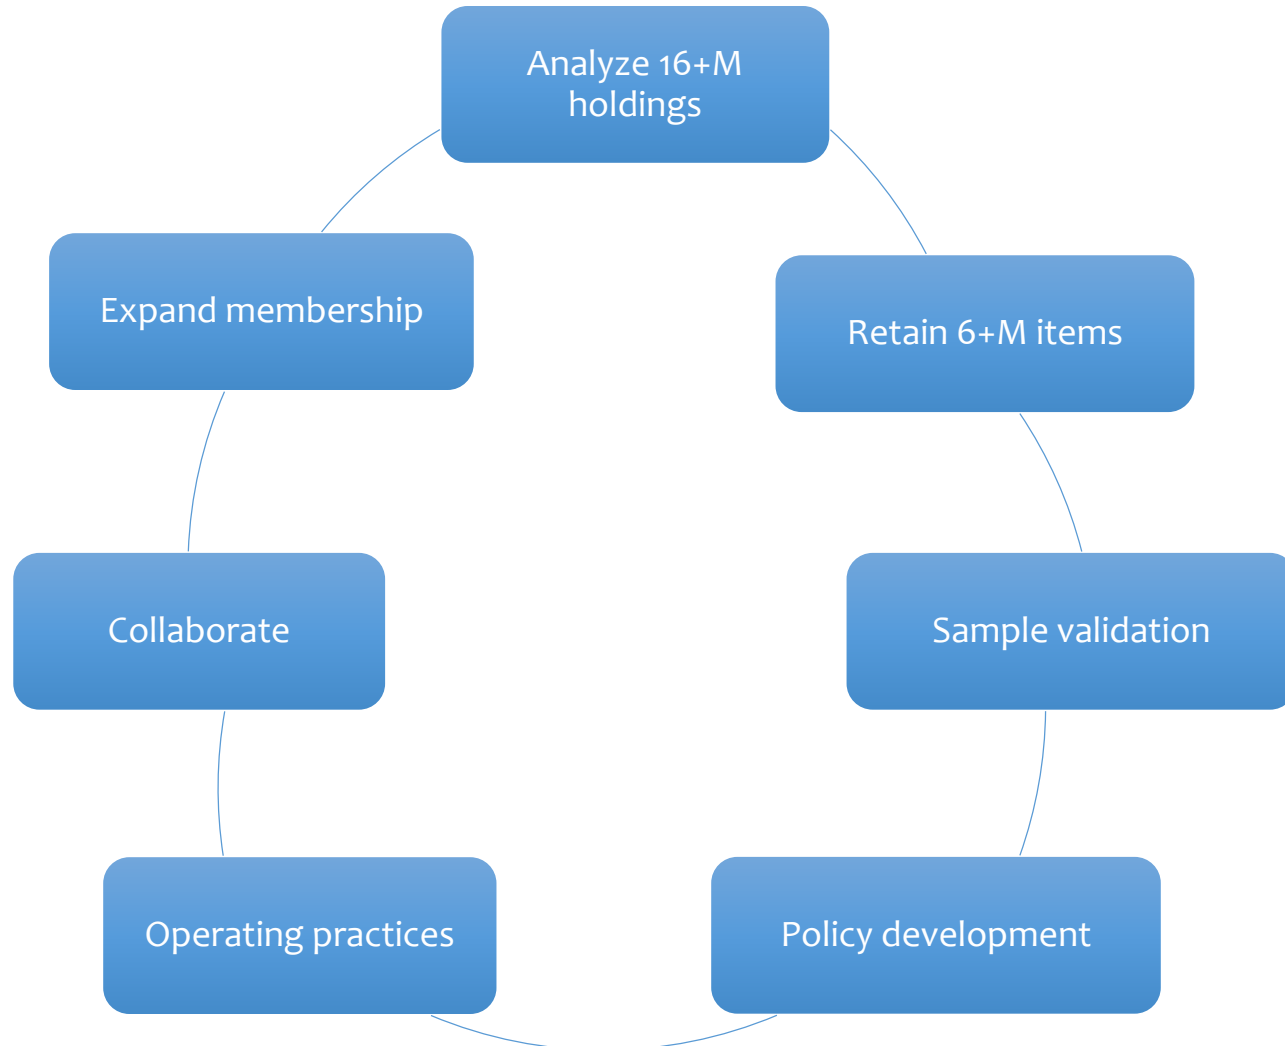 Analyze 16+M
holdings
Expand membership
Retain 6+M items
Collaborate
Sample validation
Operating practices
Policy development